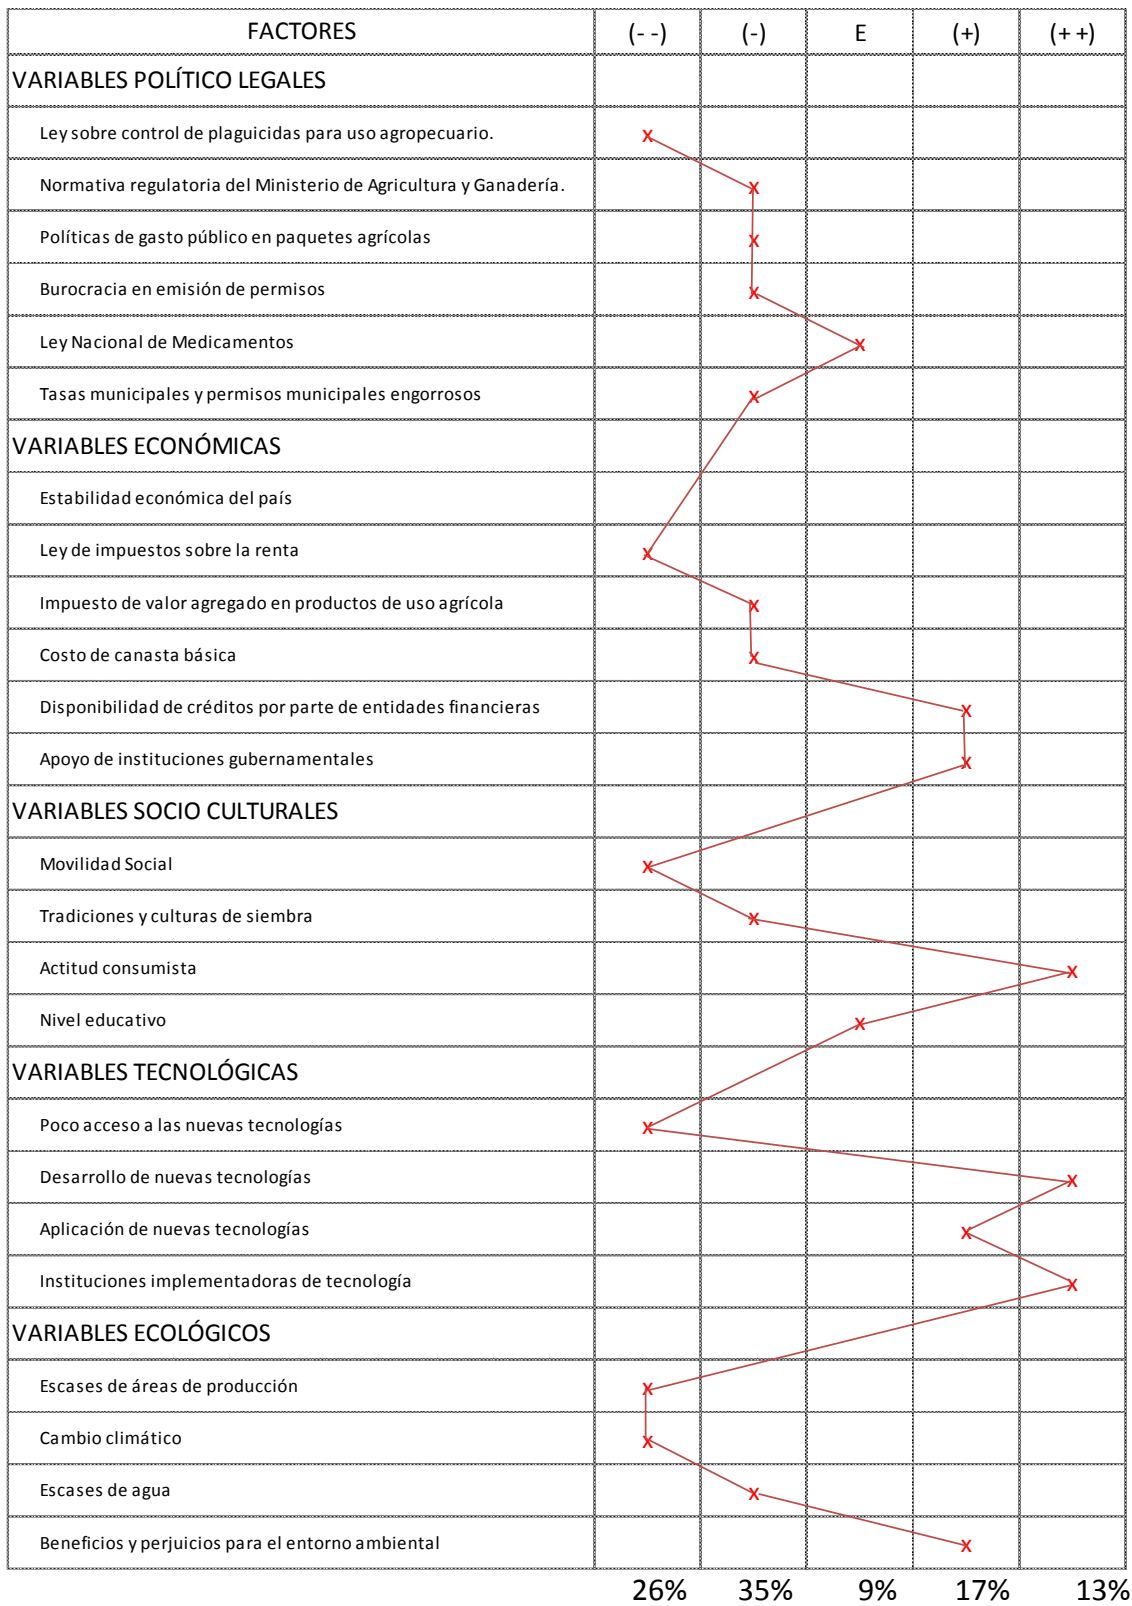 FACTORES (- -) (-) E (+) (+ +)
VARIABLES POLÍTICO LEGALES
Ley sobre control de plaguicidas para uso agropecuario. X
Normativa regulatoria del Ministerio de Agricultura y Ganadería. X
Políticas de gasto público en paquetes agrícolas X
Burocracia en emisión de permisos X
Ley Nacional de Medicamentos X
Tasas municipales y permisos municipales engorrosos X
VARIABLES ECONÓMICAS
Estabilidad económica del país
Ley de impuestos sobre la renta X
Impuesto de valor agregado en productos de uso agrícola X
Costo de canasta básica X
Disponibilidad de créditos por parte de entidades financieras X
Apoyo de instituciones gubernamentales X
VARIABLES SOCIO CULTURALES
Movilidad Social X
Tradiciones y culturas de siembra X
Actitud consumista X
Nivel educativo X
VARIABLES TECNOLÓGICAS
Poco acceso a las nuevas tecnologías X
Desarrollo de nuevas tecnologías X
Aplicación de nuevas tecnologías X
Instituciones implementadoras de tecnología X
VARIABLES ECOLÓGICOS
Escases de áreas de producción X
Cambio climático X
Escases de agua X
Beneficios y perjuicios para el entorno ambiental X
26% 35% 9% 17% 13%